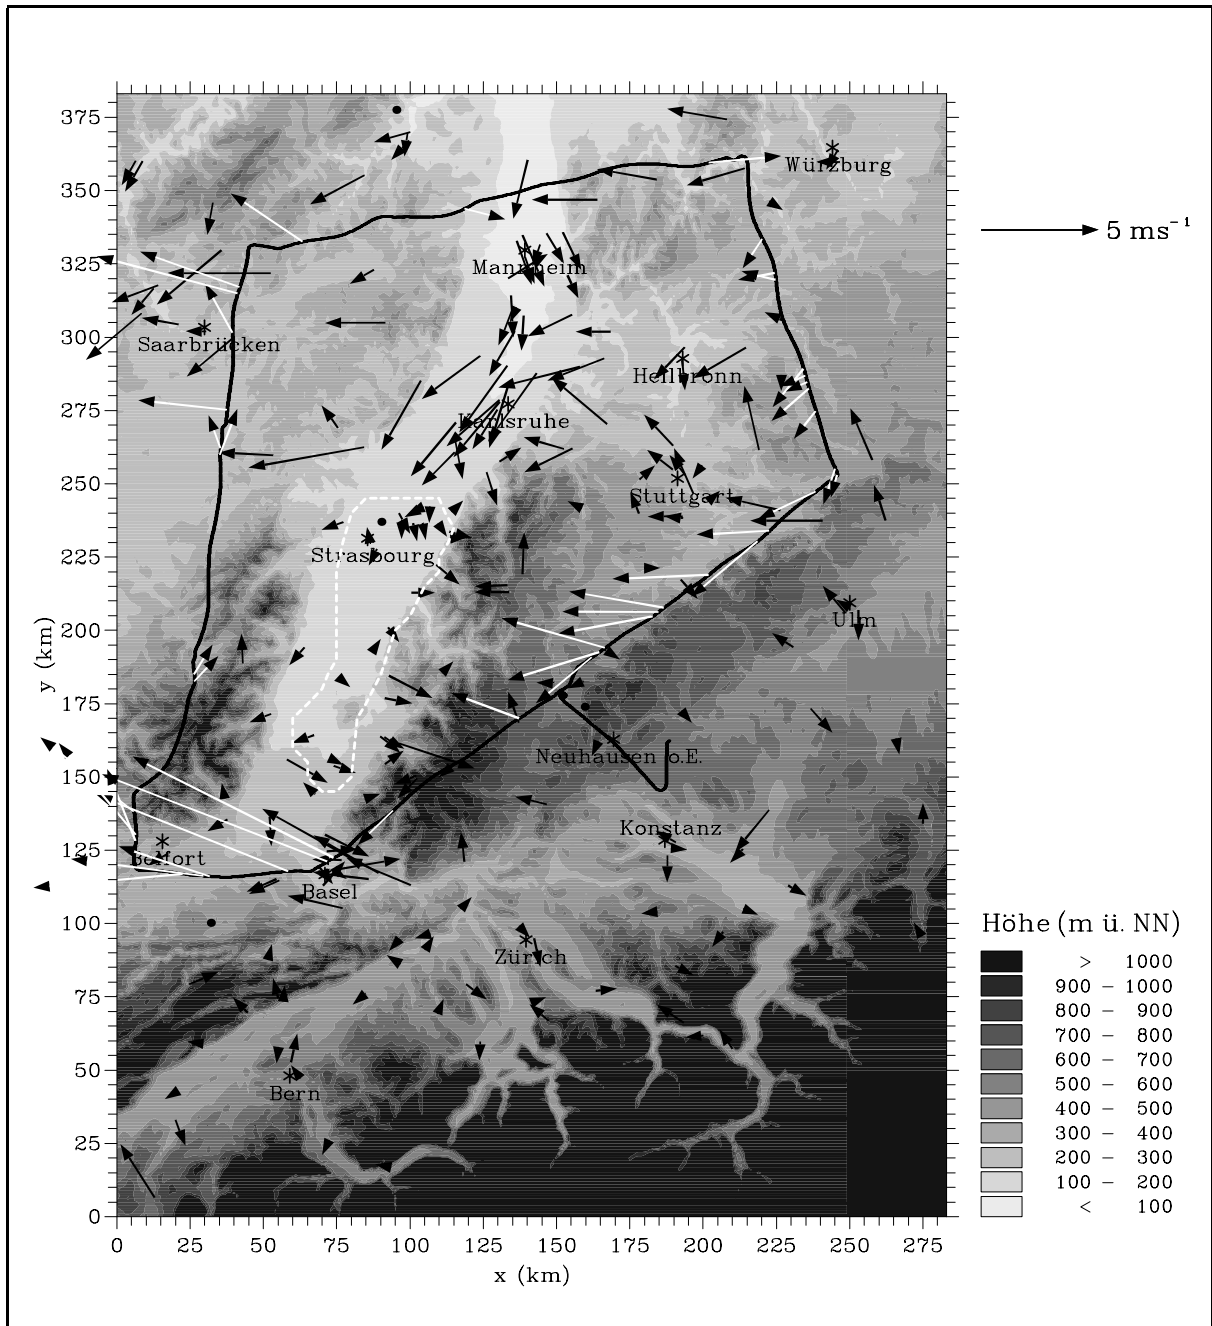 375
350
Würzburg
5 ms⁻¹
325
Mannheim
300
Saarbrücken
Heilbronn
275
Karlsruhe
250
Stuttgart
225
Strasbourg
200
Ulm
y (km)
175
Neuhausen o.E.
150
Konstanz
125
Belfort
Basel
100
Höhe (m ü. NN)
Zürich
> 1000
900 – 1000
75
800 – 900
700 – 800
50
600 – 700
Bern
500 – 600
400 – 500
25
300 – 400
200 – 300
100 – 200
0
< 100
0 25 50 75 100 125 150 175 200 225 250 275
x (km)